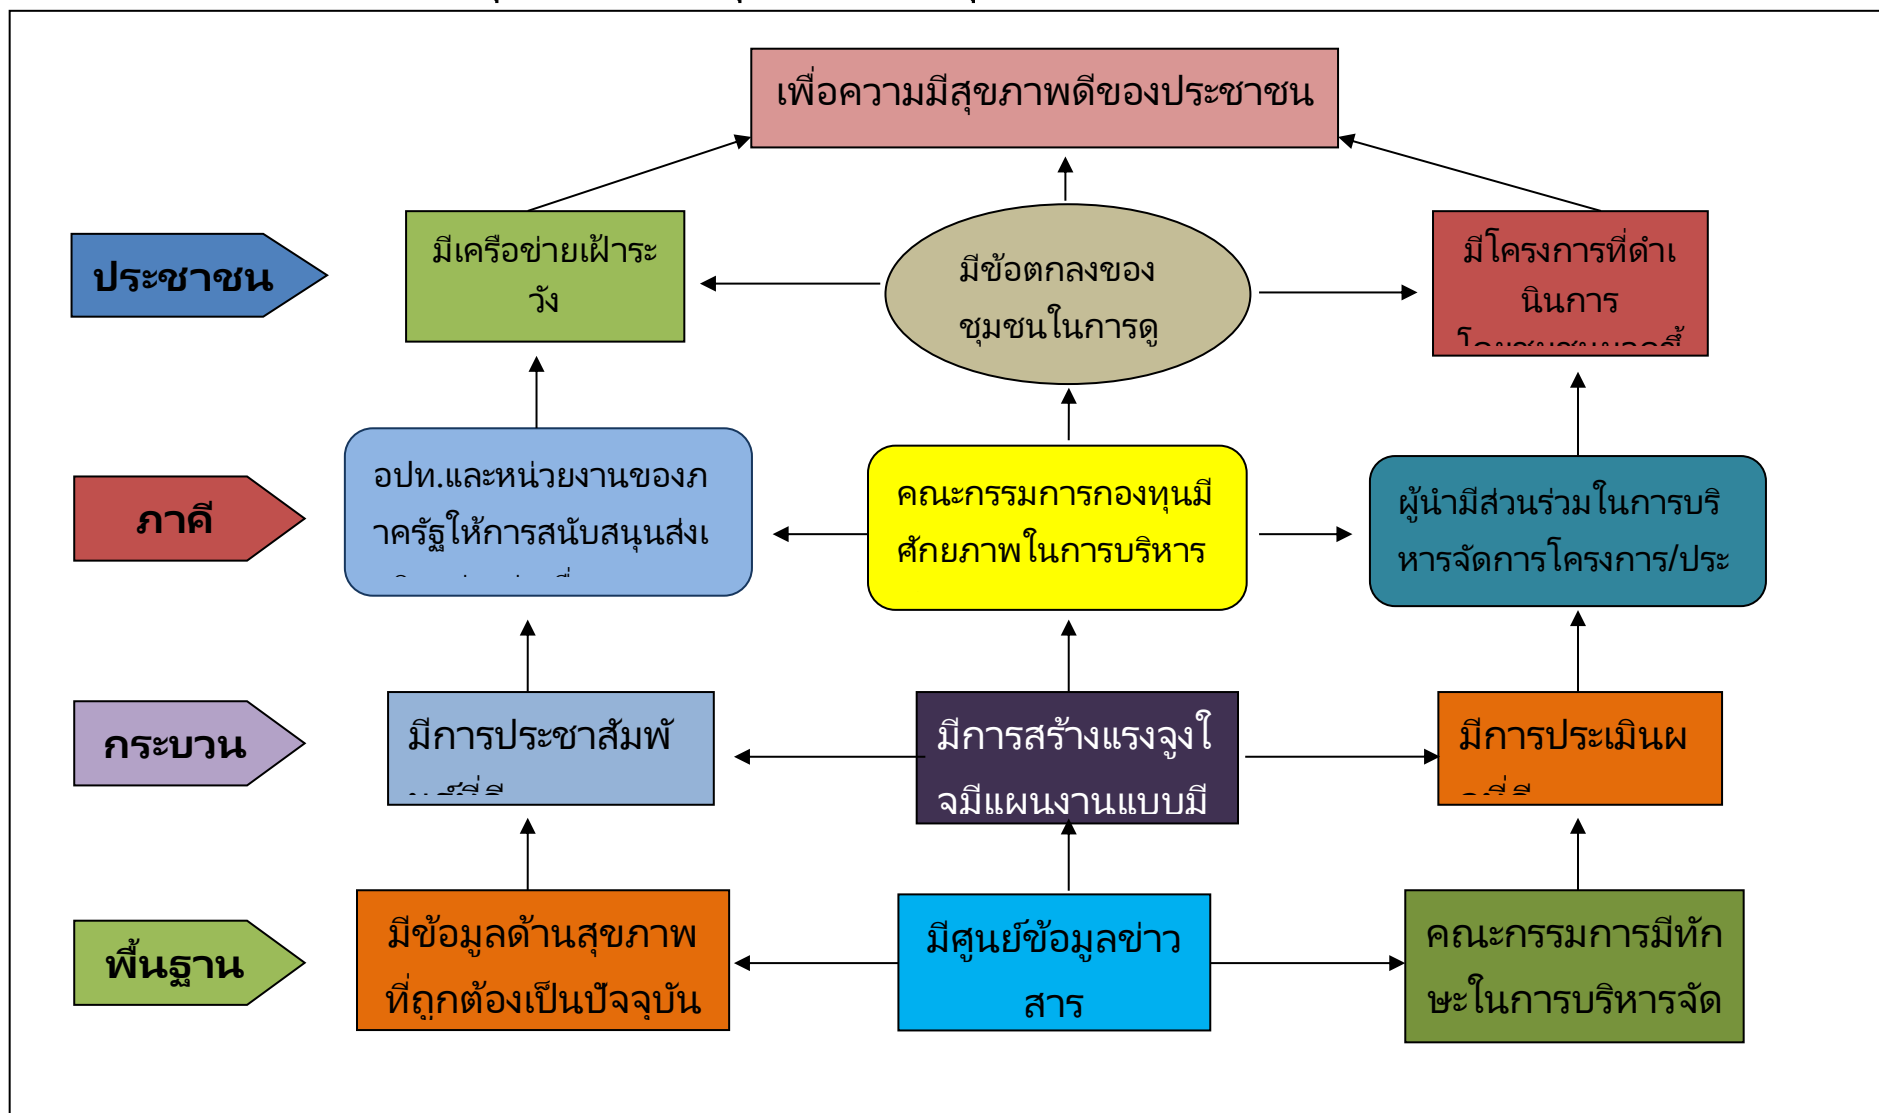 เพื่อความมีสุขภาพดีของประชาชน
ประชาชน
มีเครือข่ายเฝ้าระ
วัง
มีข้อตกลงของ
ชุมชนในการดู
มีโครงการที่ดำเ
นินการ
ภาคี
อปท.และหน่วยงานของภ
าครัฐให้การสนับสนุนส่งเ
คณะกรรมการกองทุนมี
ศักยภาพในการบริหาร
ผู้นำมีส่วนร่วมในการบริ
หารจัดการโครงการ/ประ
กระบวน
มีการประชาสัมพั
มีการสร้างแรงจูงใ
จมีแผนงานแบบมี
มีการประเมินผ
พื้นฐาน
มีข้อมูลด้านสุขภาพ
ที่ถูกต้องเป็นปัจจุบัน
มีศูนย์ข้อมูลข่าว
สาร
คณะกรรมการมีทัก
ษะในการบริหารจัด